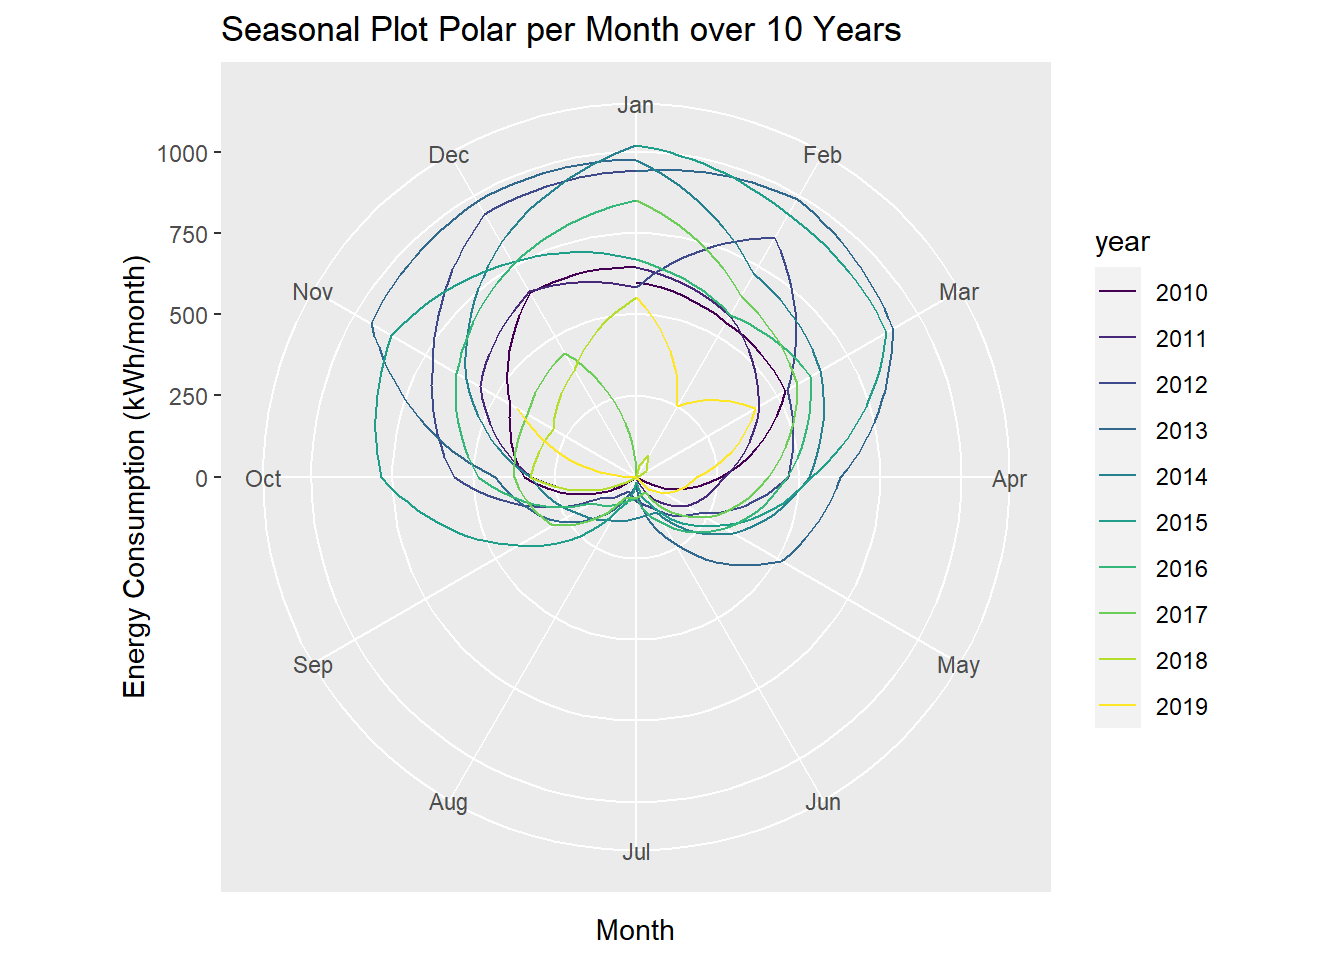 Seasonal Plot Polar per Month over 10 Years
Energy Consumption (kWh/month)
1000
750
500
250
0
Jan
Feb
Mar
Apr
May
Jun
Jul
Aug
Sep
Oct
Nov
Dec
Month
year
2010
2011
2012
2013
2014
2015
2016
2017
2018
2019